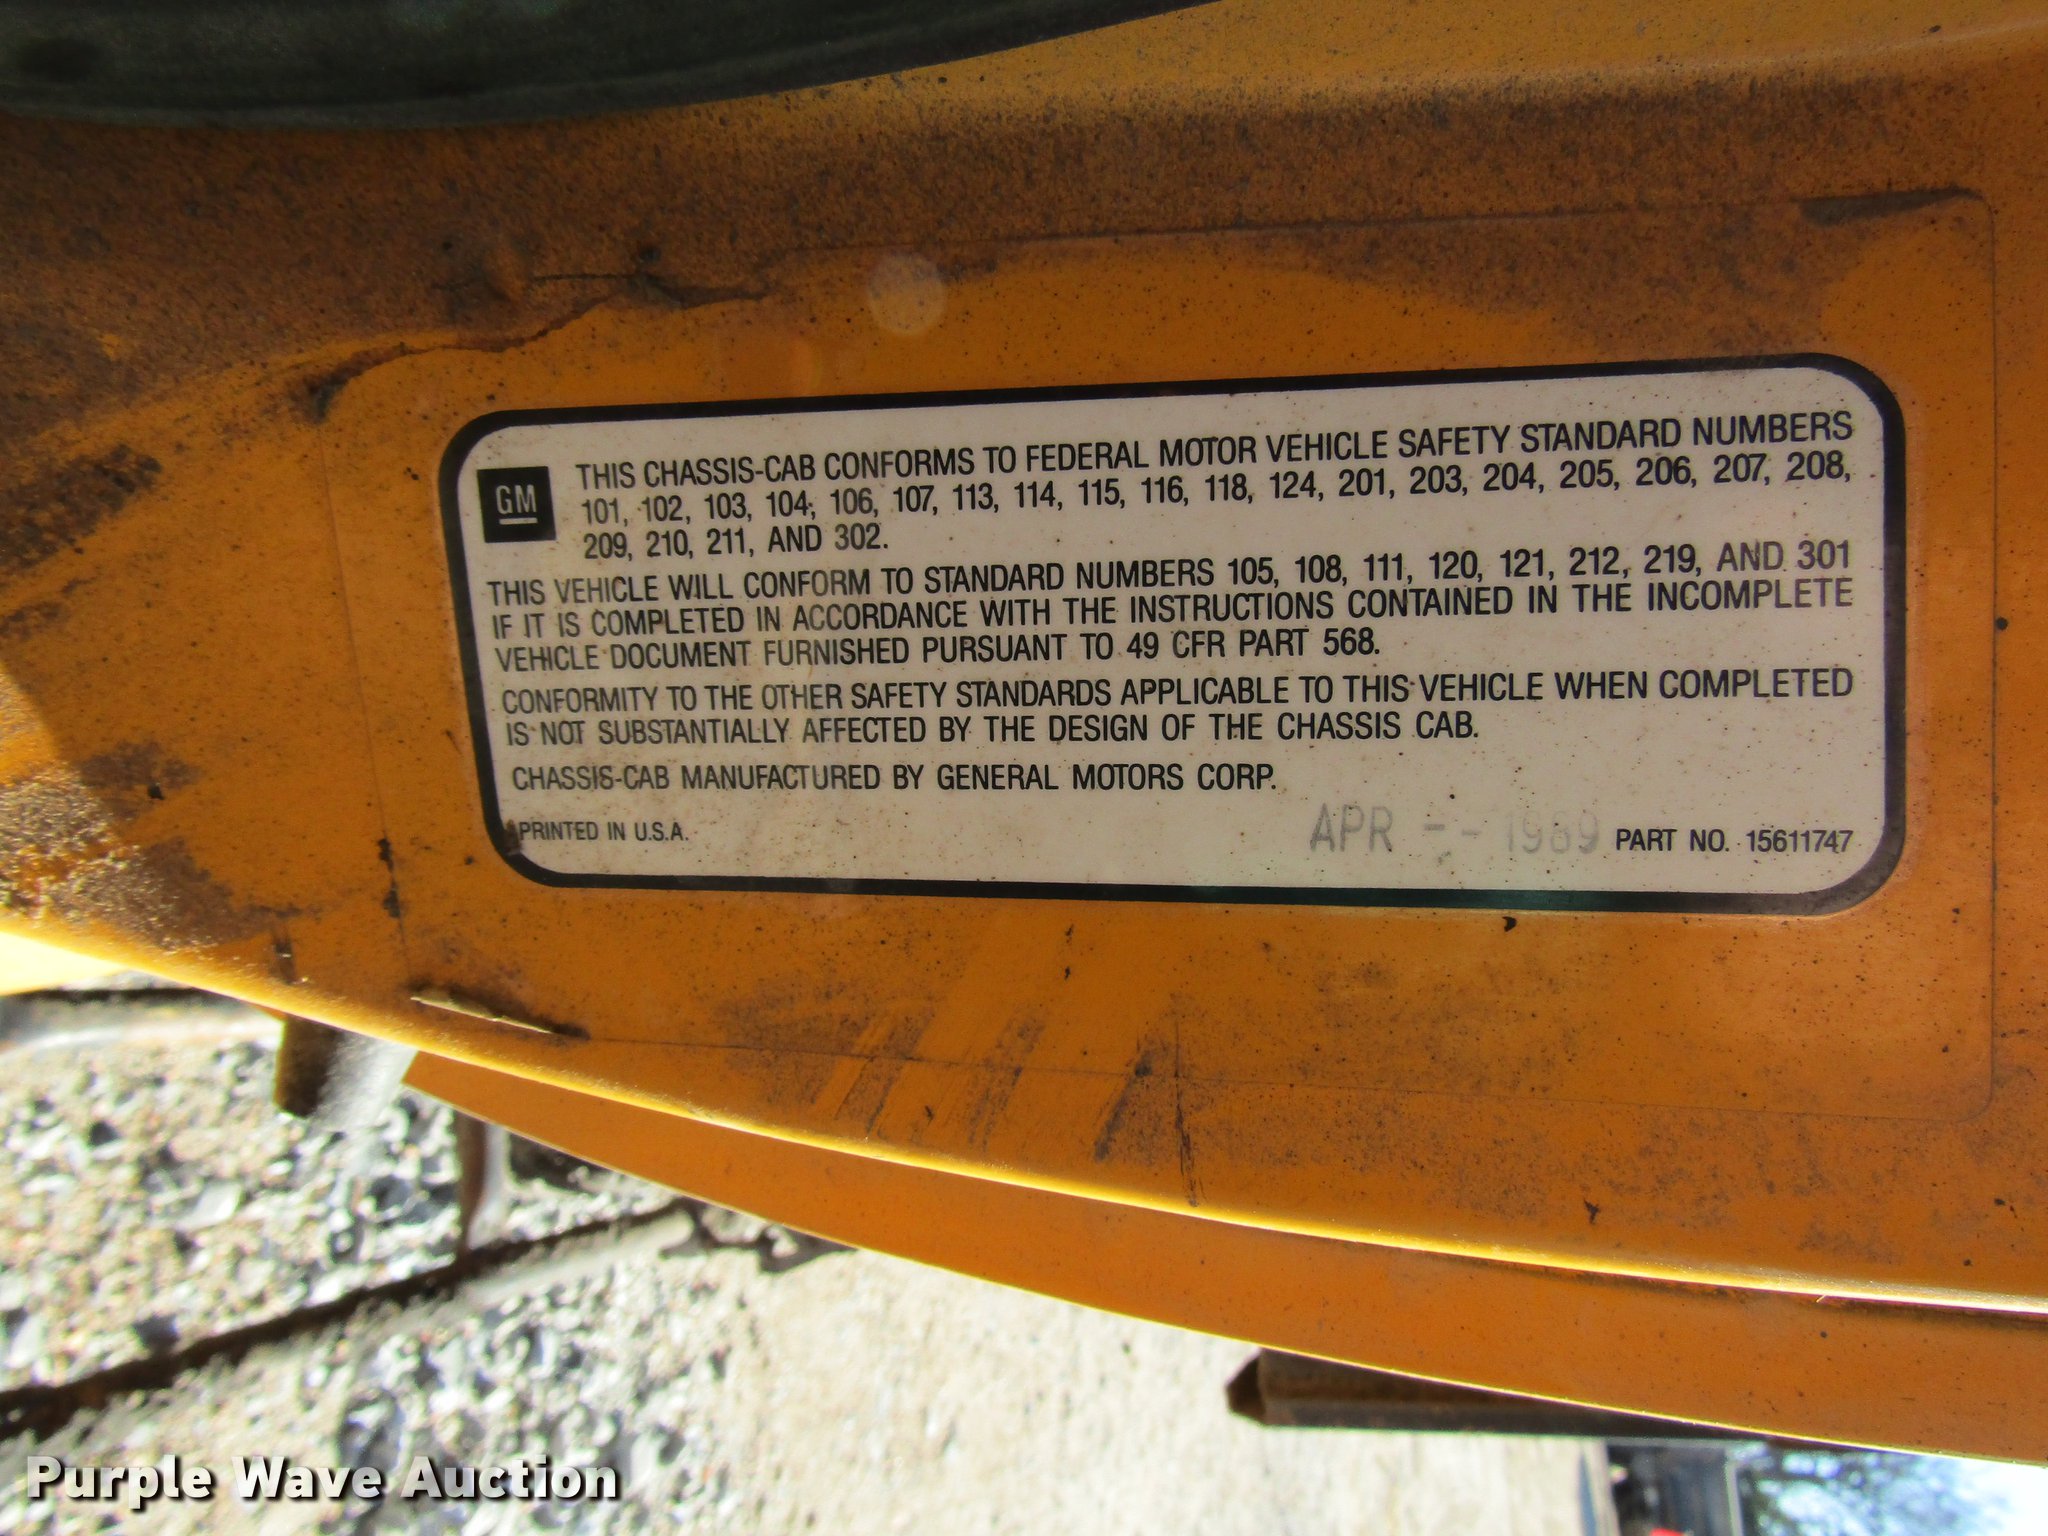 GM
THIS CHASSIS-CAB CONFORMS TO FEDERAL MOTOR VEHICLE SAFETY STANDARD NUMBERS
101, 102, 103, 104, 106, 107, 113, 114, 115, 116, 118, 124, 201, 203, 204, 205, 206, 207, 208,
209, 210, 211, AND 302.
THIS VEHICLE WILL CONFORM TO STANDARD NUMBERS 105, 108, 111, 120, 121, 212, 219, AND 301
IF IT IS COMPLETED IN ACCORDANCE WITH THE INSTRUCTIONS CONTAINED IN THE INCOMPLETE
VEHICLE DOCUMENT FURNISHED PURSUANT TO 49 CFR PART 568.
CONFORMITY TO THE OTHER SAFETY STANDARDS APPLICABLE TO THIS VEHICLE WHEN COMPLETED
IS NOT SUBSTANTIALLY AFFECTED BY THE DESIGN OF THE CHASSIS CAB.
CHASSIS-CAB MANUFACTURED BY GENERAL MOTORS CORP.
PRINTED IN U.S.A. APR - - 1989 PART NO. 15611747
Purple Wave Auction